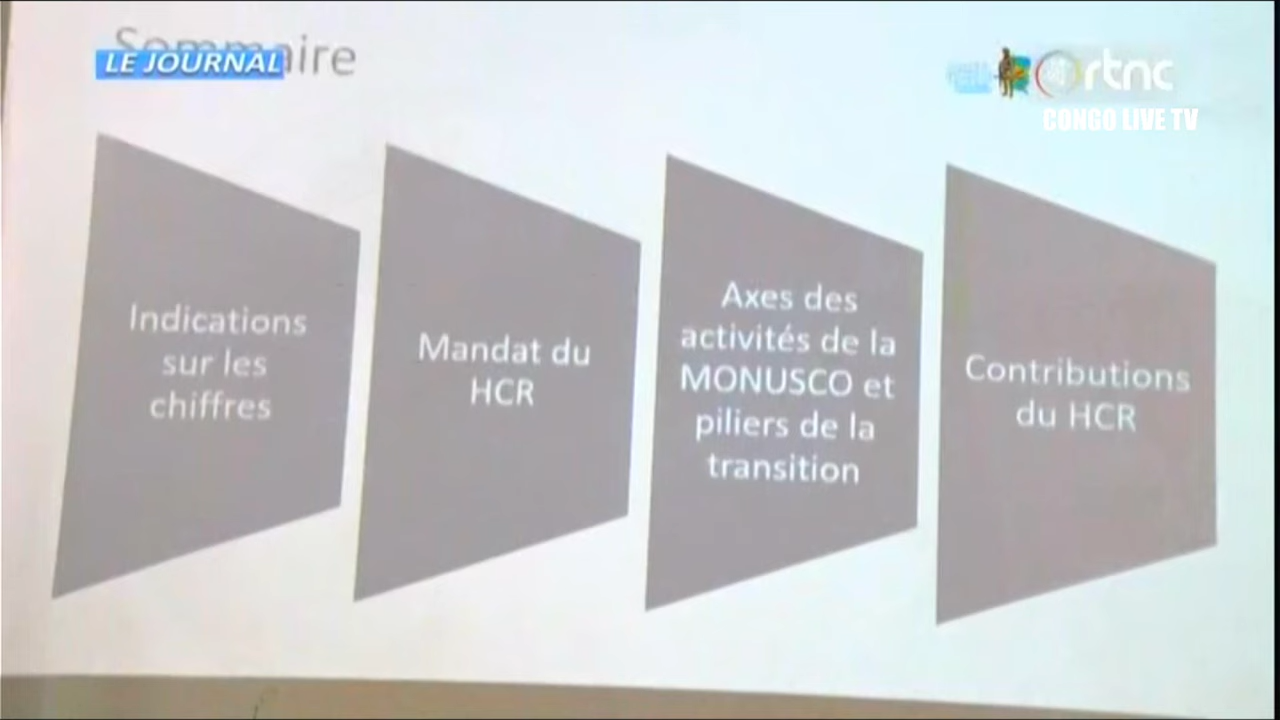 Sommaire
LE JOURNAL
rtnc
CONGO LIVE TV
Indications
sur les
chiffres
Mandat du
HCR
Axes des
activités de la
MONUSCO et
piliers de la
transition
Contributions
du HCR